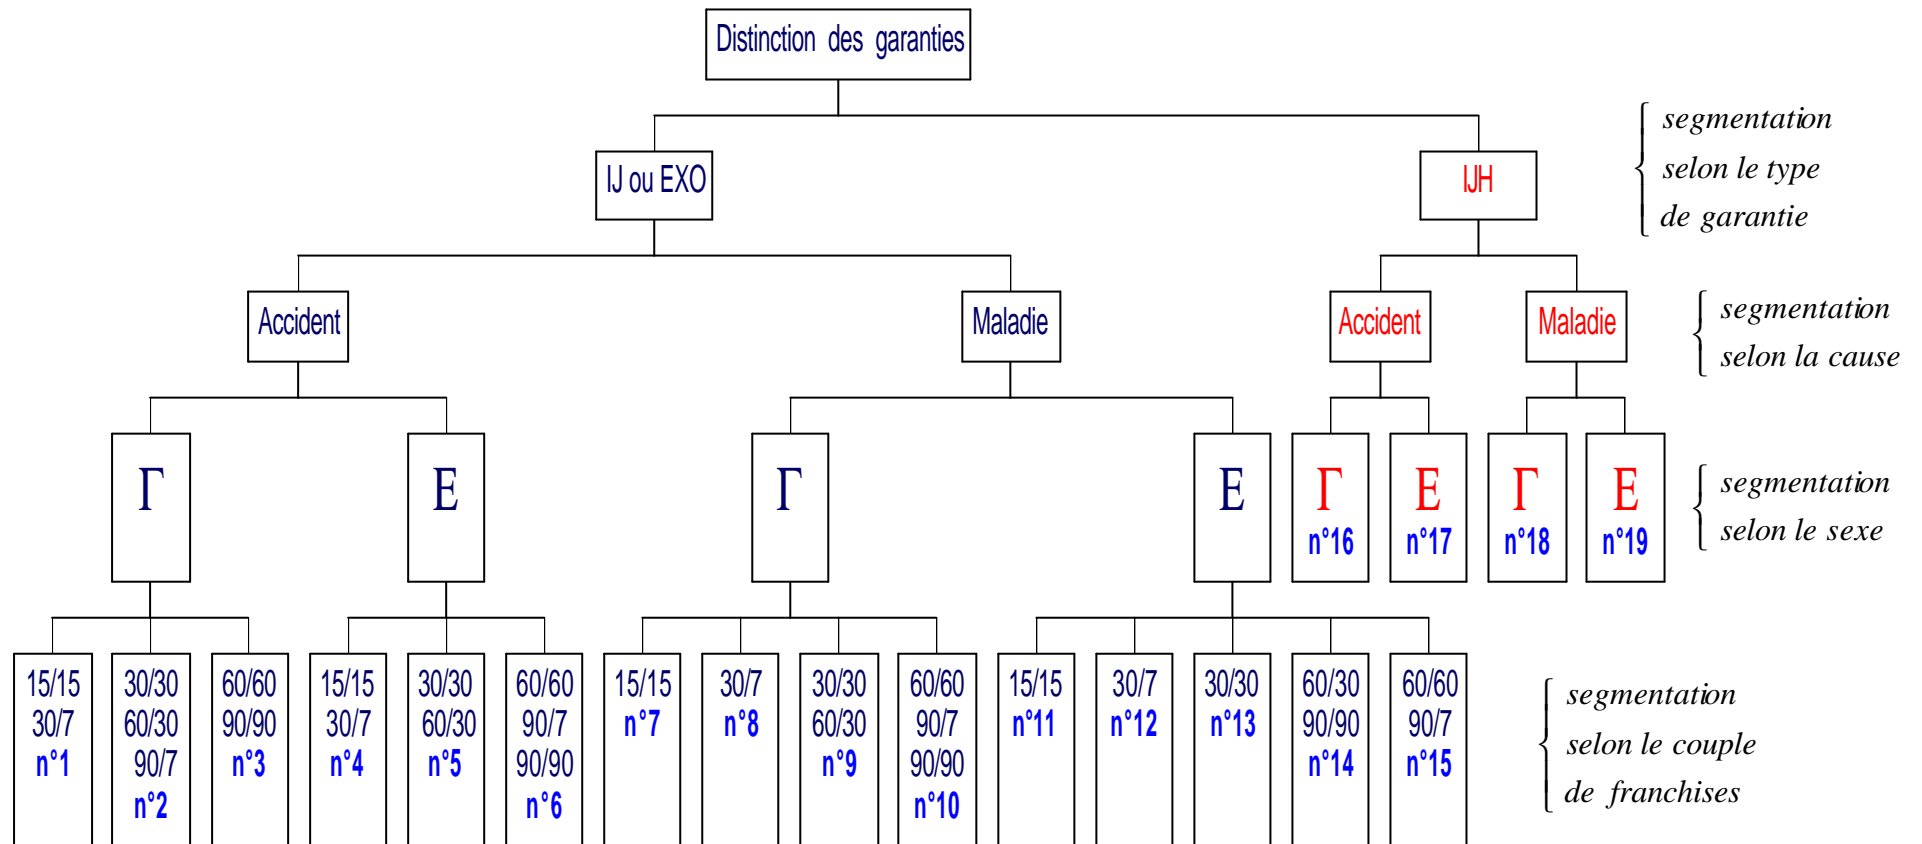 Distinction des garanties
segmentation
selon le type
de garantie
IJ ou EXO
IJH
segmentation
selon la cause
Accident
Maladie
Accident
Maladie
segmentation
selon le sexe
Γ
E
Γ
E
Γ
n°16
E
n°17
Γ
n°18
E
n°19
15/15
30/7
n°1
30/30
60/30
90/7
n°2
60/60
90/90
n°3
15/15
30/7
n°4
30/30
60/30
n°5
60/60
90/7
90/90
n°6
15/15
n°7
30/7
n°8
30/30
60/30
n°9
60/60
90/7
90/90
n°10
15/15
n°11
30/7
n°12
30/30
n°13
60/30
90/90
n°14
60/60
90/7
n°15
segmentation
selon le couple
de franchises